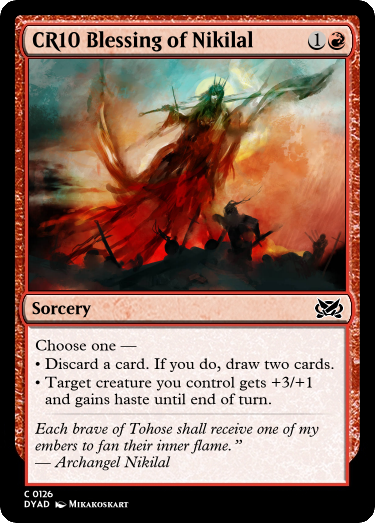 CR10 Blessing of Nikilal 1
Sorcery
Choose one —
• Discard a card. If you do, draw two cards.
• Target creature you control gets +3/+1
and gains haste until end of turn.
Each brave of Tohose shall receive one of my
embers to fan their inner flame.”
— Archangel Nikilal
C 0126
DYAD MIKAKOSKART